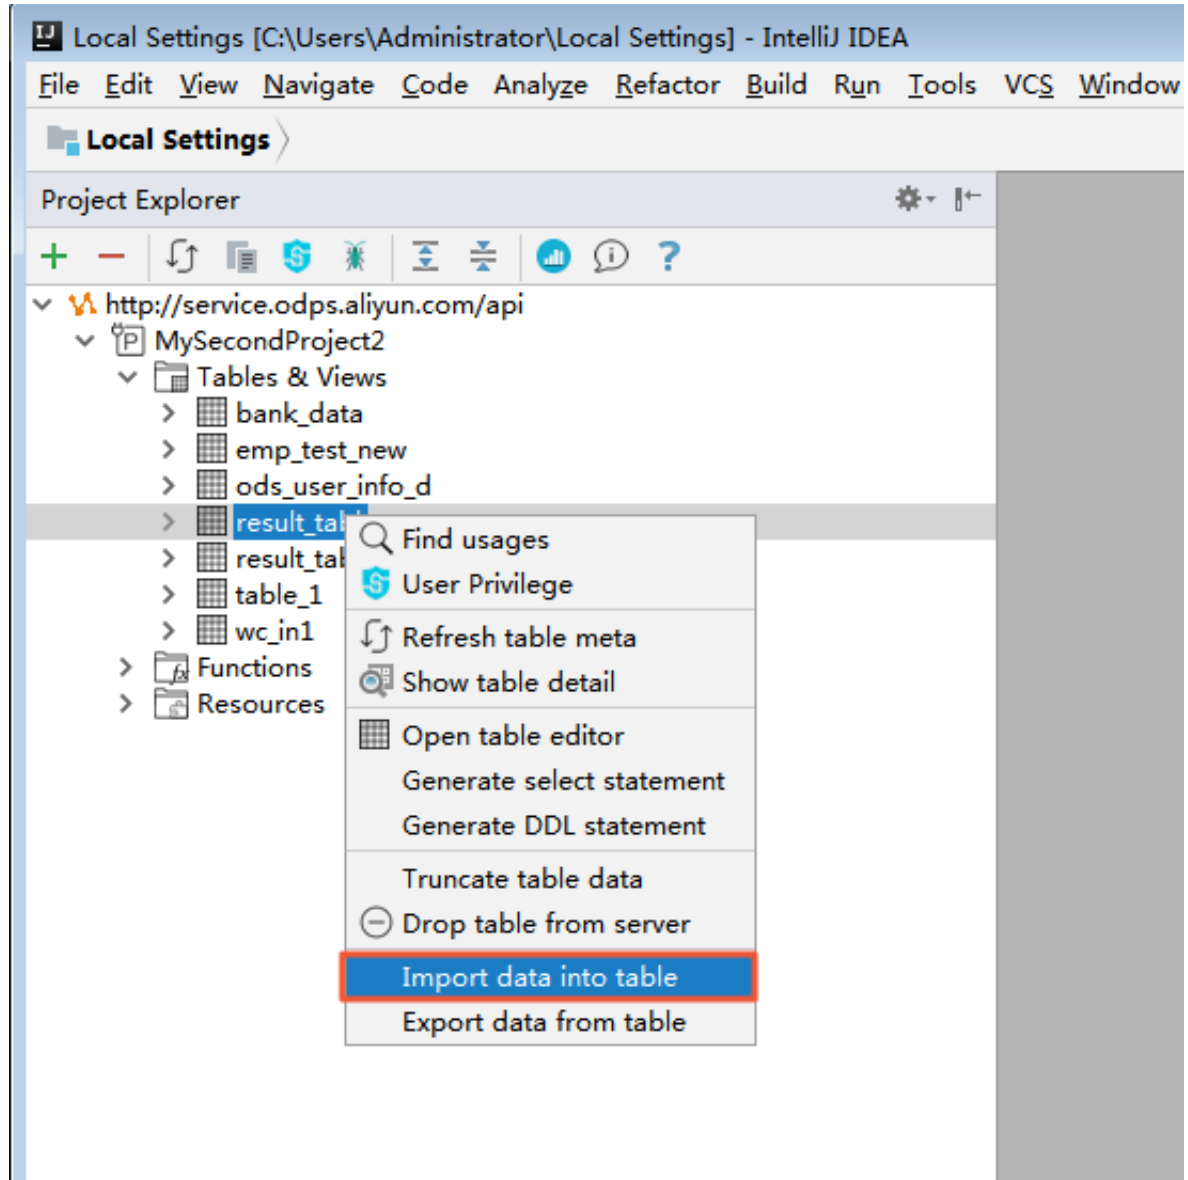 Local Settings [C:\Users\Administrator\Local Settings] - IntelliJ IDEA
File Edit View Navigate Code Analyze Refactor Build Run Tools VCS Window
Local Settings
Project Explorer
http://service.odps.aliyun.com/api
MySecondProject2
Tables & Views
bank_data
emp_test_new
ods_user_info_d
result_tab
result_tab
table_1
wc_in1
Functions
Resources
Find usages
User Privilege
Refresh table meta
Show table detail
Open table editor
Generate select statement
Generate DDL statement
Truncate table data
Drop table from server
Import data into table
Export data from table